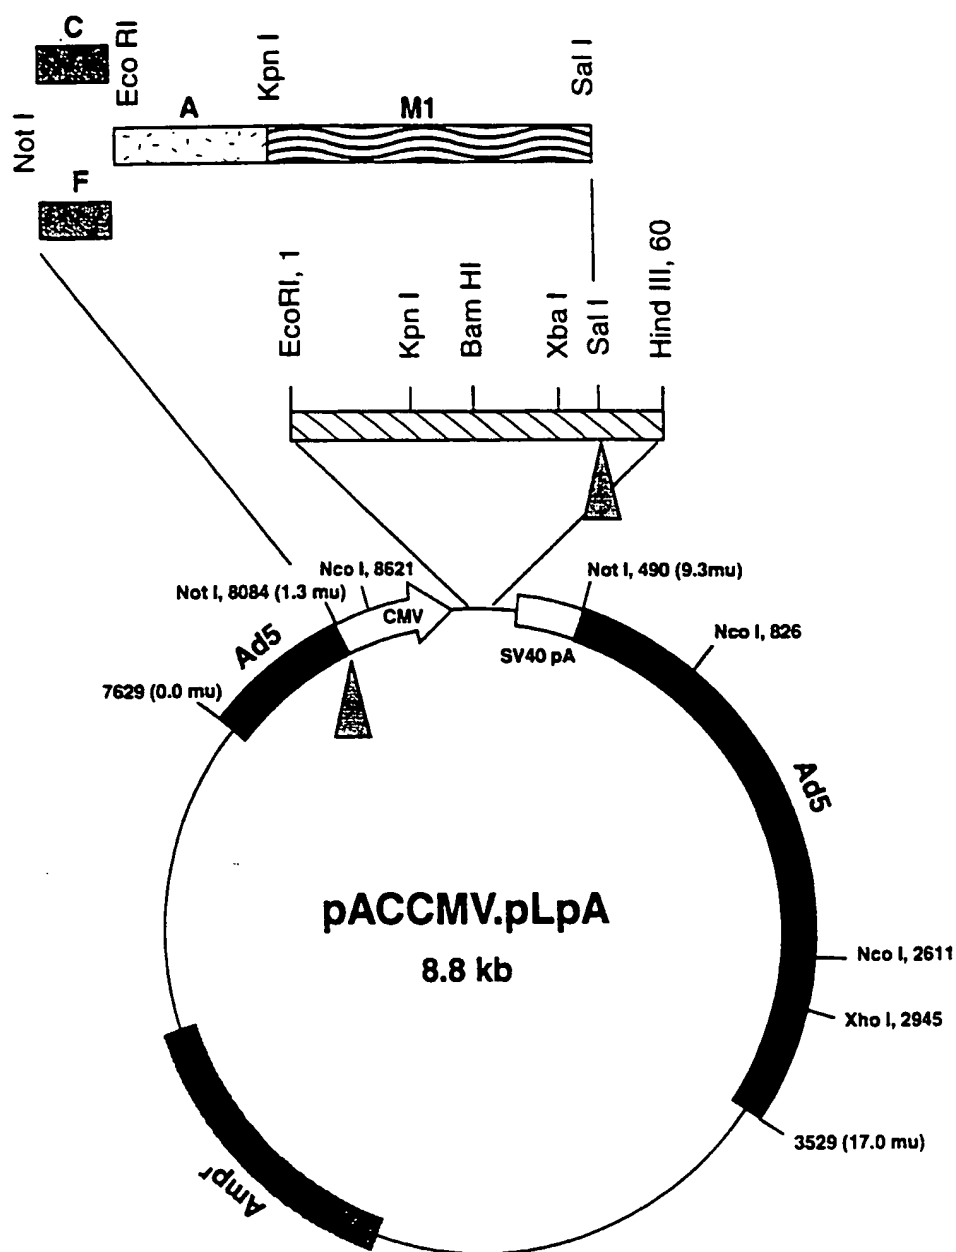 C
Eco RI
Kpn I
Sal I
A
M1
Not I
F
EcoRI, 1
Kpn I
Bam HI
Xba I
Sal I
Hind III, 60
Nco I, 8621
Not I, 8084 (1.3 mu)
CMV
Not I, 490 (9.3mu)
SV40 pA
Nco I, 826
Ad5
7629 (0.0 mu)
Ad5
pACCMV.pLpA
8.8 kb
Nco I, 2611
Xho I, 2945
3529 (17.0 mu)
Ampr